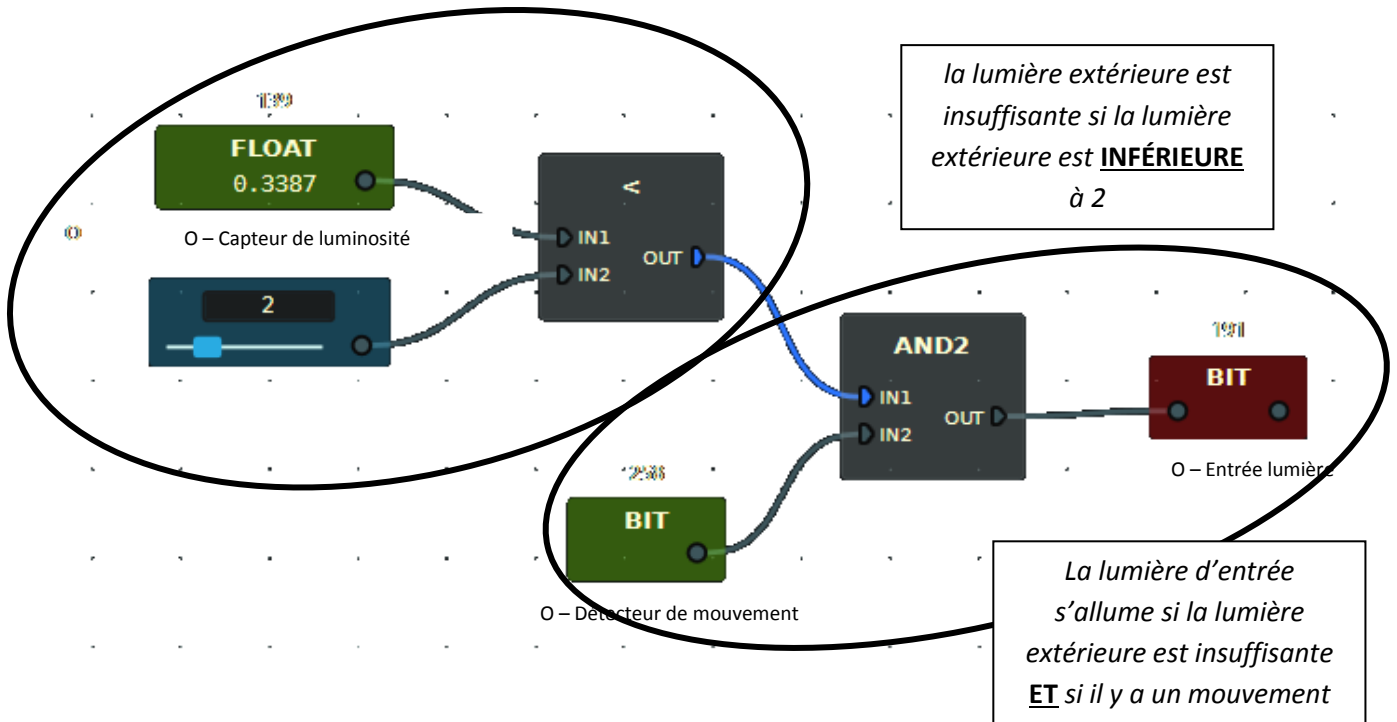 la lumière extérieure est
insuffisante si la lumière
extérieure est INFÉRIEURE
à 2
FLOAT
0.3387
O – Capteur de luminosité
<
IN1
IN2
OUT
2
AND2
IN1
IN2
OUT
191
BIT
O – Entrée lumière
BIT
O – Détecteur de mouvement
La lumière d’entrée
s’allume si la lumière
extérieure est insuffisante
ET si il y a un mouvement